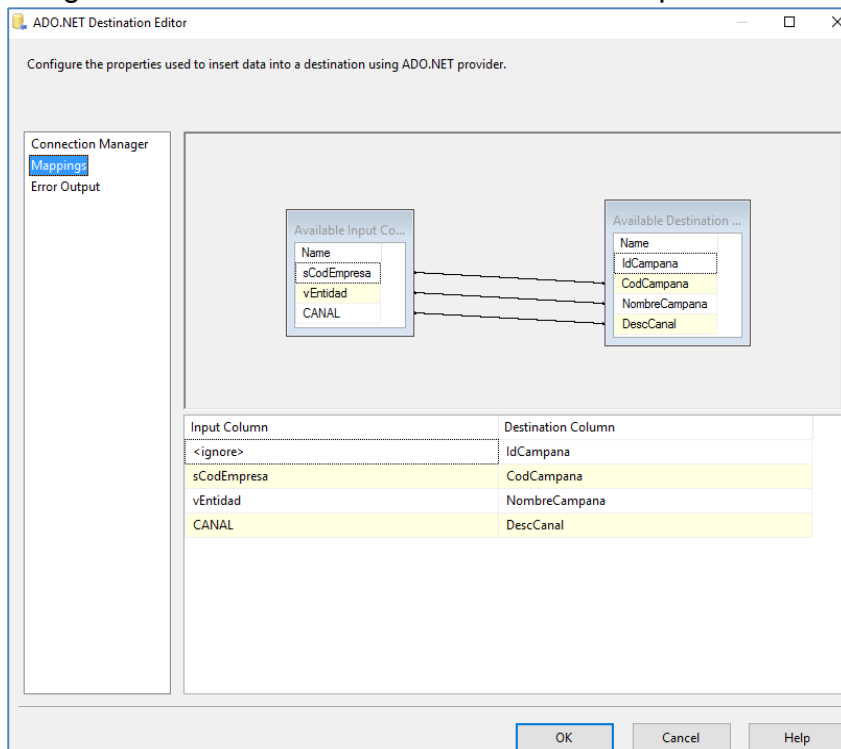 ADO.NET Destination Editor
Configure the properties used to insert data into a destination using ADO.NET provider.
Connection Manager
Mappings
Error Output
Available Input Co...
Name
sCodEmpresa
vEntidad
CANAL
Available Destination ...
Name
IdCampana
CodCampana
NombreCampana
DescCanal
Input Column Destination Column
<ignore> IdCampana
sCodEmpresa CodCampana
vEntidad NombreCampana
CANAL DescCanal
OK Cancel Help